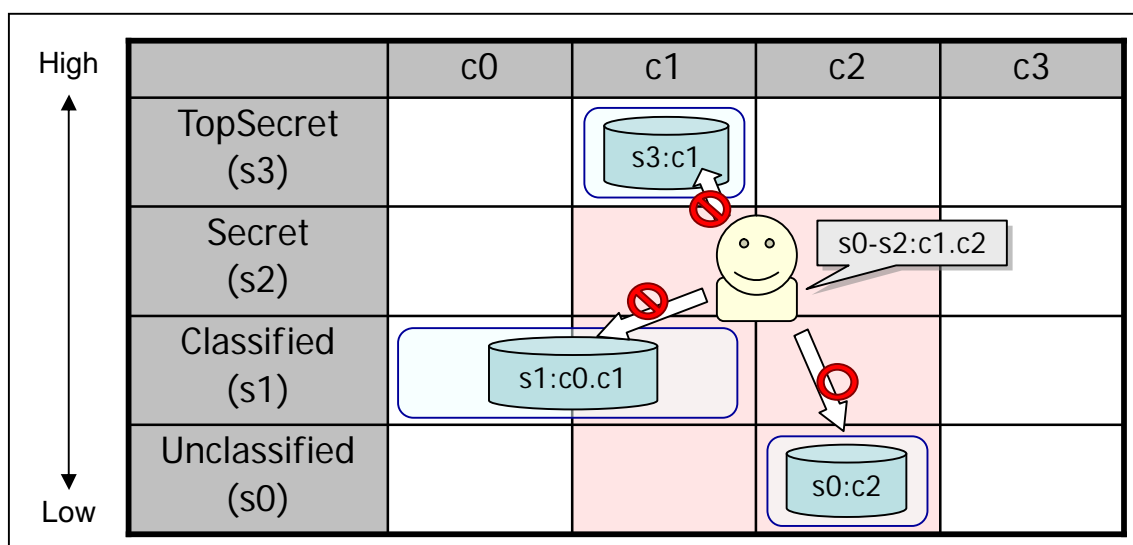 High
c0 c1 c2 c3
TopSecret
(s3)
s3:c1
Secret
(s2)
s0-s2:c1.c2
Classified
(s1)
s1:c0.c1
Unclassified
(s0)
s0:c2
Low